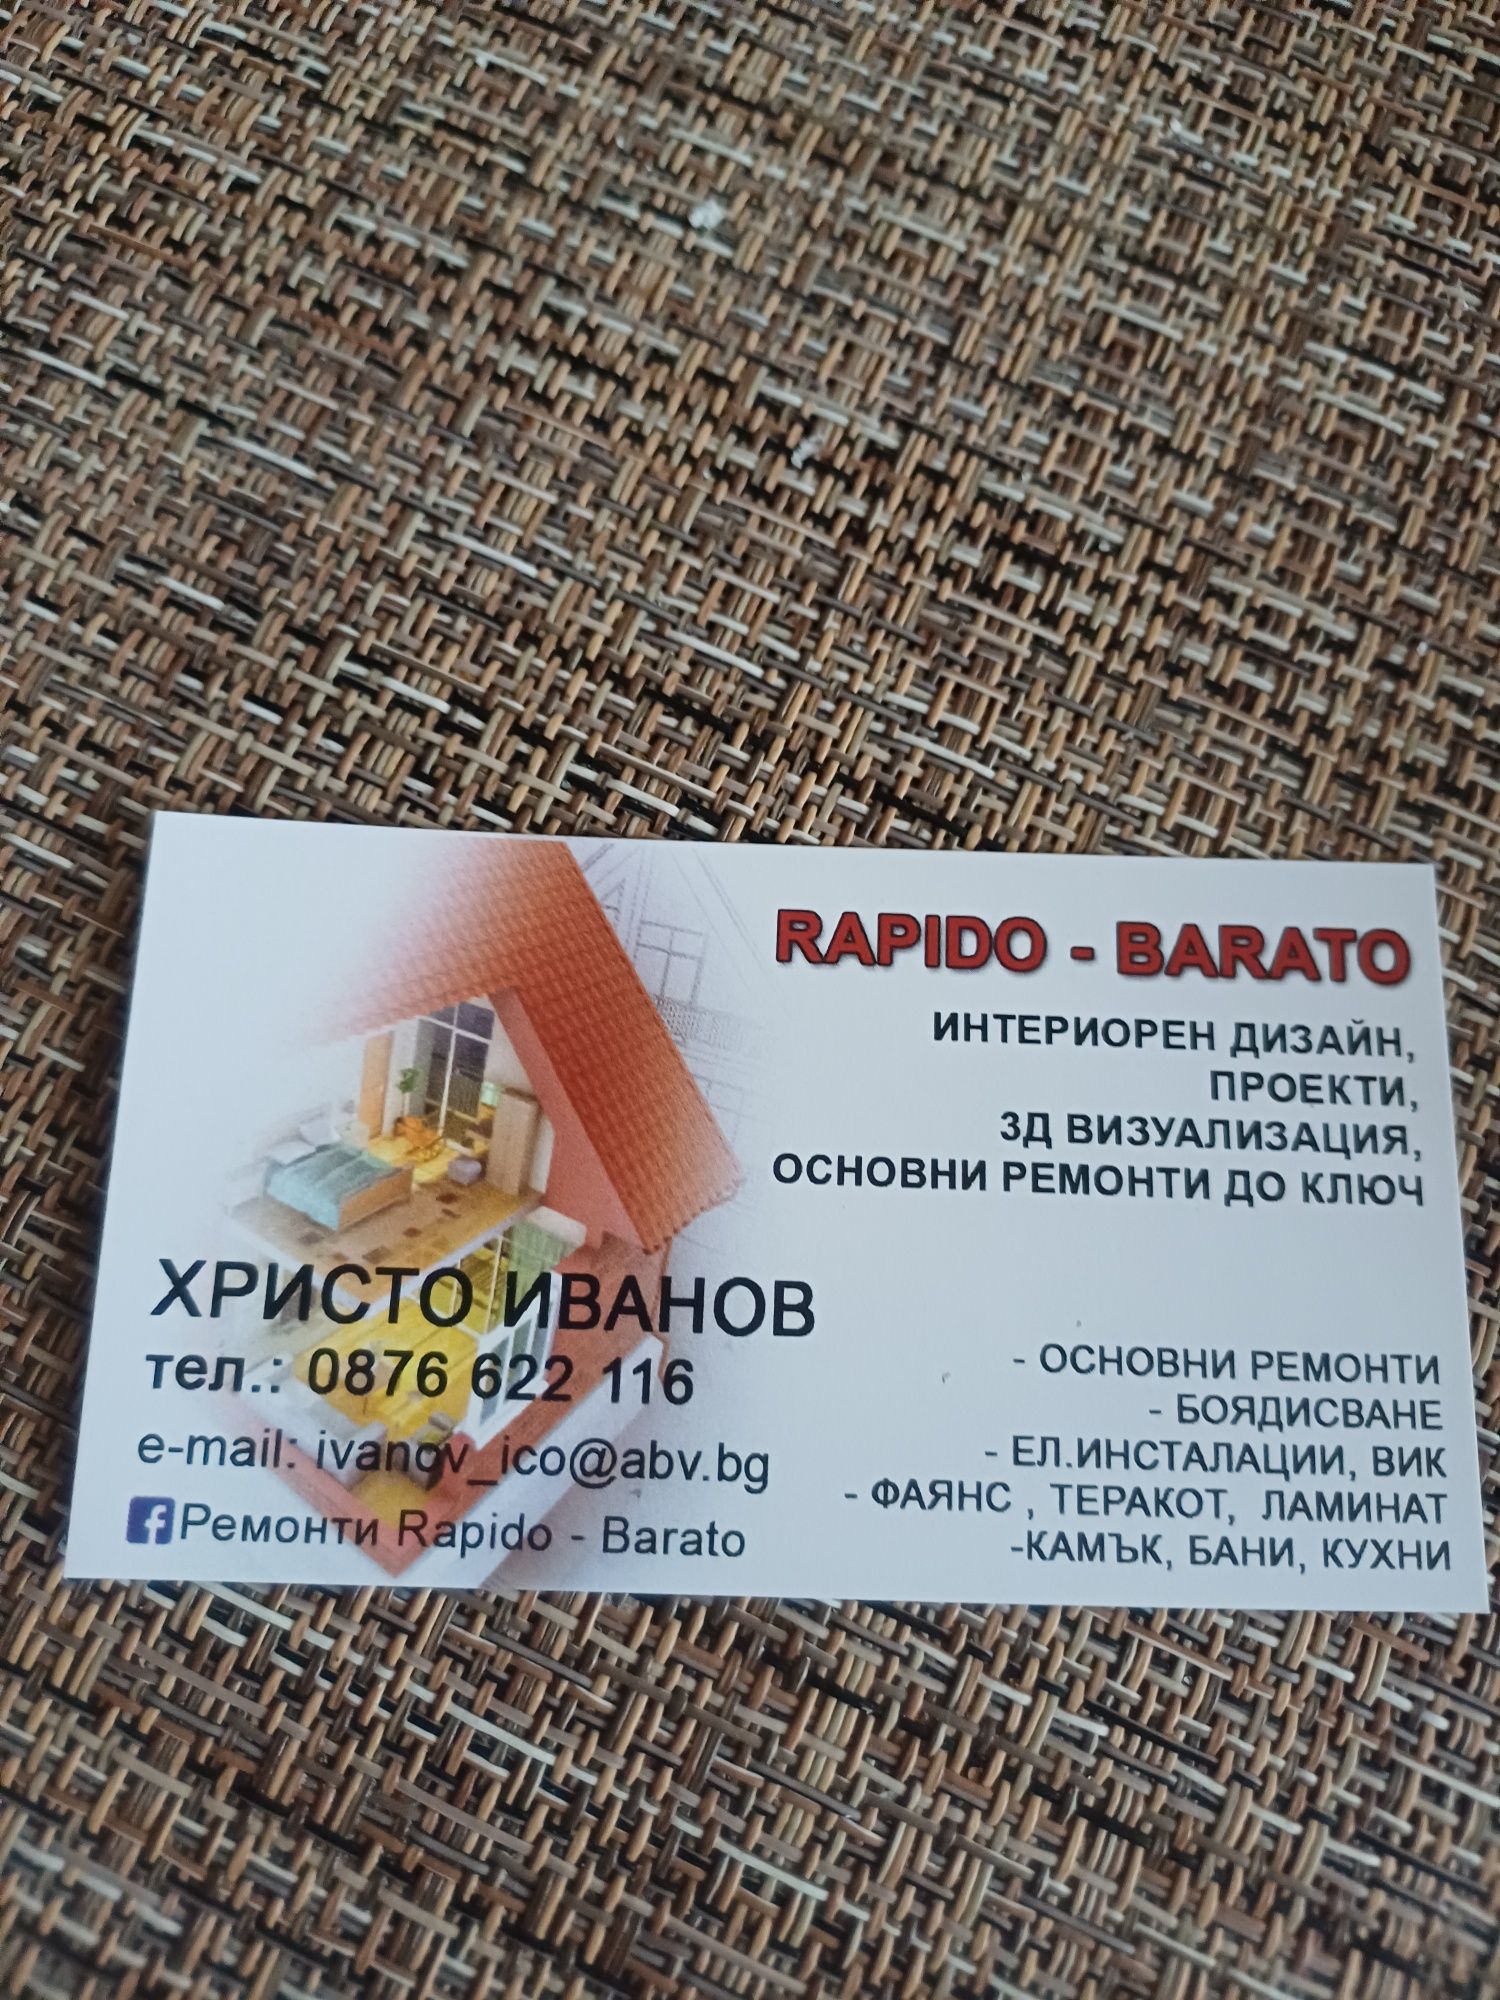 RAPIDO - BARATO
ИНТЕРИОРЕН ДИЗАЙН,
ПРОЕКТИ,
3Д ВИЗУАЛИЗАЦИЯ,
ОСНОВНИ РЕМОНТИ ДО КЛЮЧ
ХРИСТО ИВАНОВ
тел.: 0876 622 116
e-mail: ivanov_ico@abv.bg
Ремонти Rapido - Barato
- ОСНОВНИ РЕМОНТИ
- БОЯДИСВАНЕ
- ЕЛ.ИНСТАЛАЦИИ, ВИК
- ФАЯНС , ТЕРАКОТ, ЛАМИНАТ
-КАМЪК, БАНИ, КУХНИ